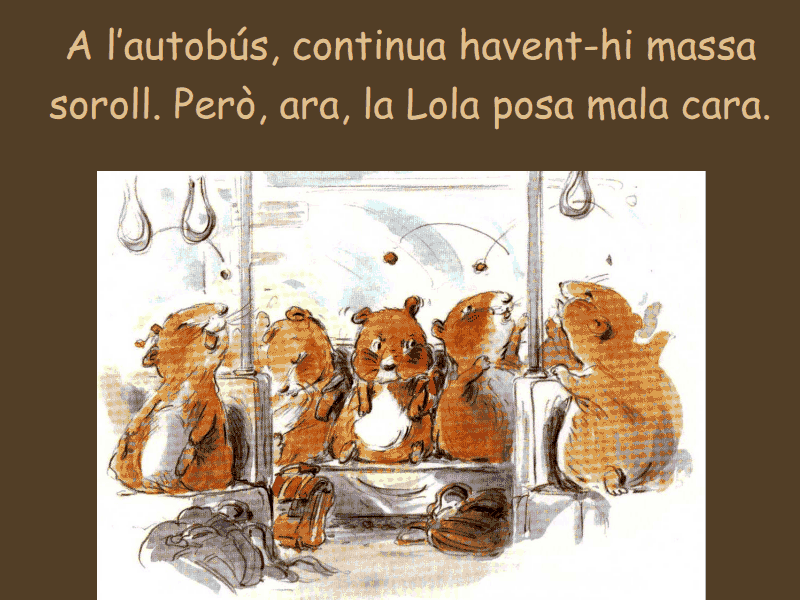 A l’autobús, continua havent-hi massa
soroll. Però, ara, la Lola posa mala cara.